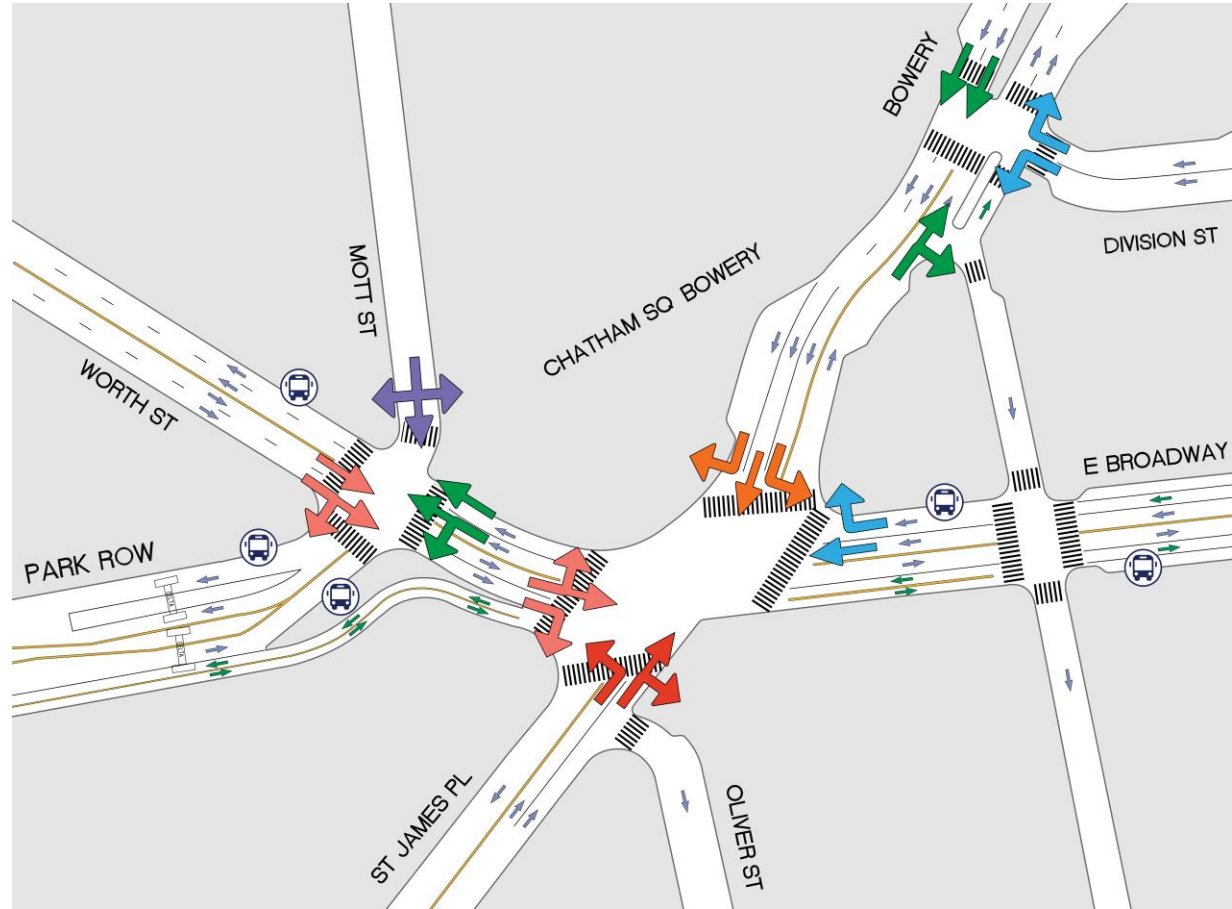 BOWERY
DIVISION ST
MOTT ST
CHATHAM SQ BOWERY
WORTH ST
E BROADWAY
PARK ROW
ST JAMES PL
OLIVER ST